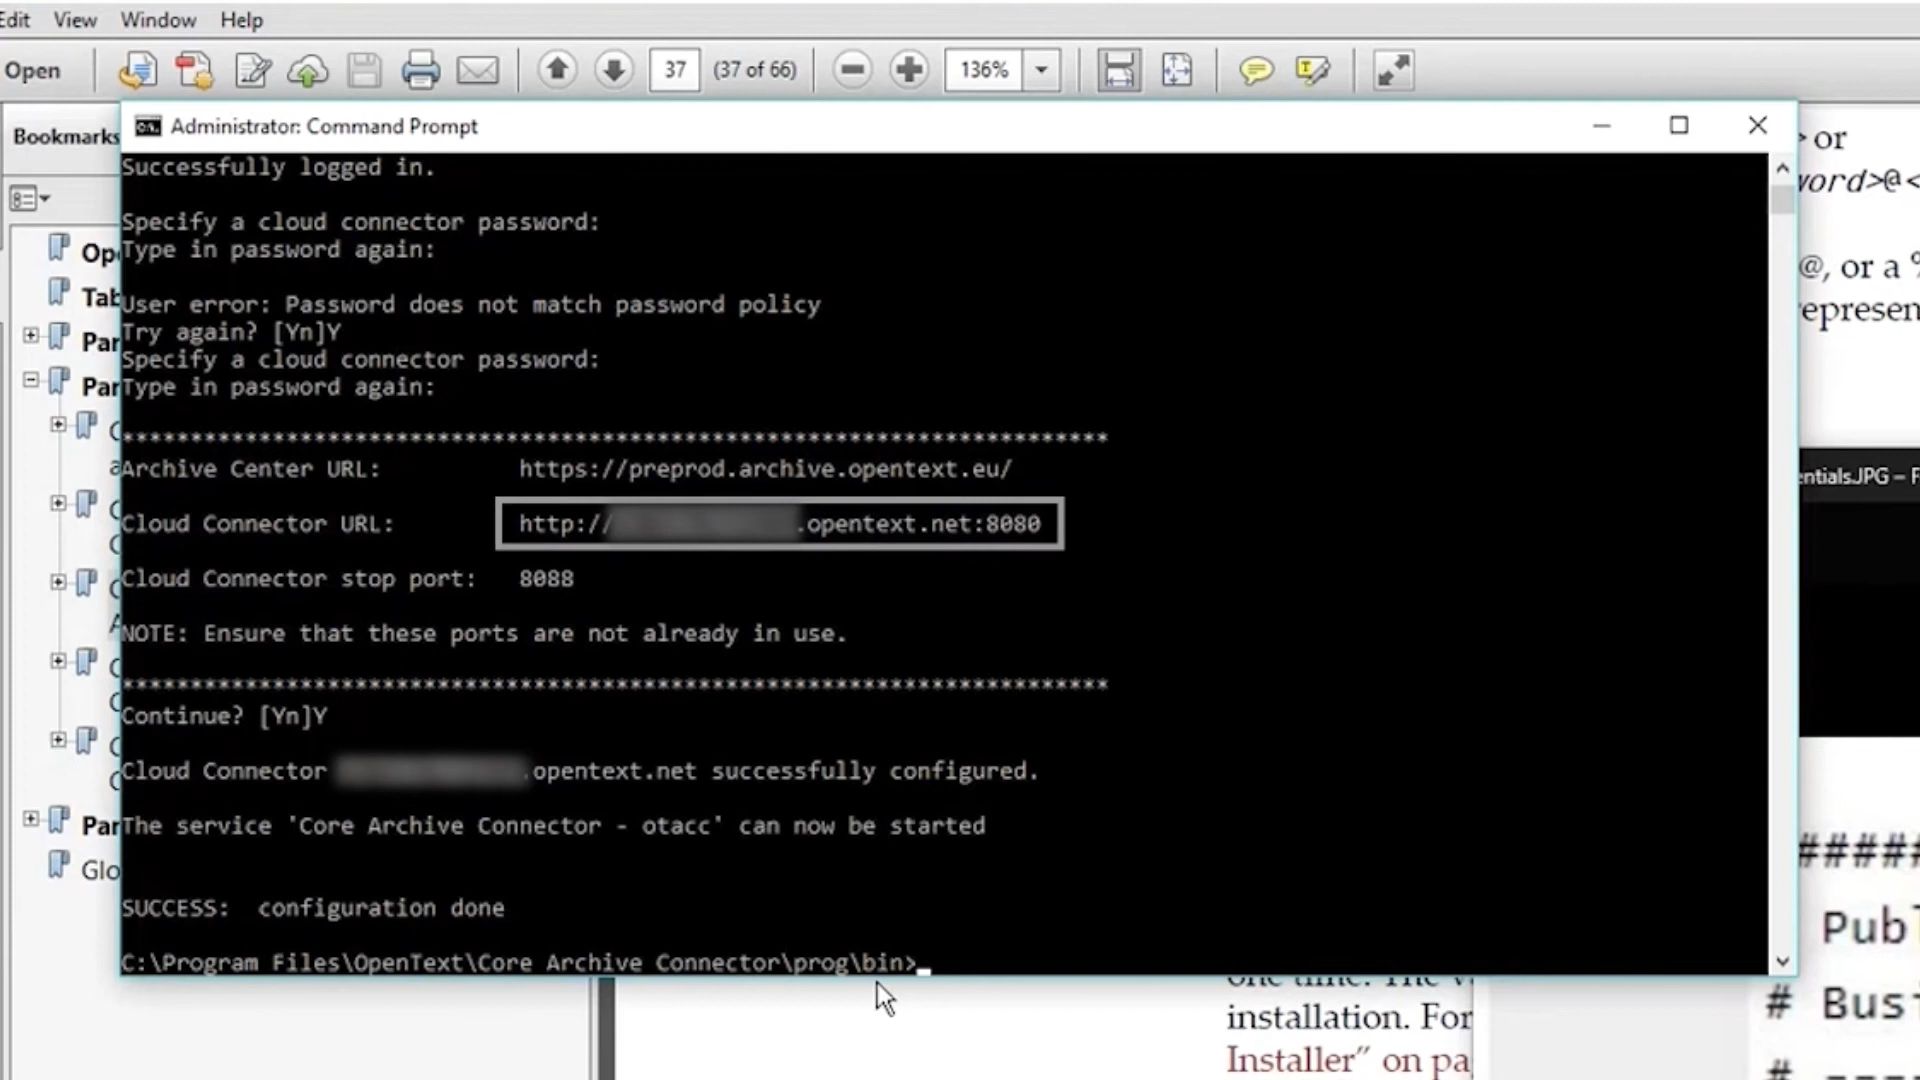 Edit View Window Help
Open 37 (37 of 66) 136%
Administrator: Command Prompt
Bookmarks
Successfully logged in.
Specify a cloud connector password:
Type in password again:
User error: Password does not match password policy
Try again? [Yn]Y
Specify a cloud connector password:
Type in password again:
************************************************************************
Archive Center URL: https://preprod.archive.opentext.eu/
Cloud Connector URL: http:// .opentext.net:8080
Cloud Connector stop port: 8088
NOTE: Ensure that these ports are not already in use.
************************************************************************
Continue? [Yn]Y
Cloud Connector .opentext.net successfully configured.
The service 'Core Archive Connector - otacc' can now be started
SUCCESS: configuration done
C:\Program Files\OpenText\Core Archive Connector\prog\bin>
Ope
Tab
Par
Par
Par
Glo
> or
word>@<
@, or a %
represen
entials.JPG – F
#####
Publ
# Busi
installation. For
Installer” on pa